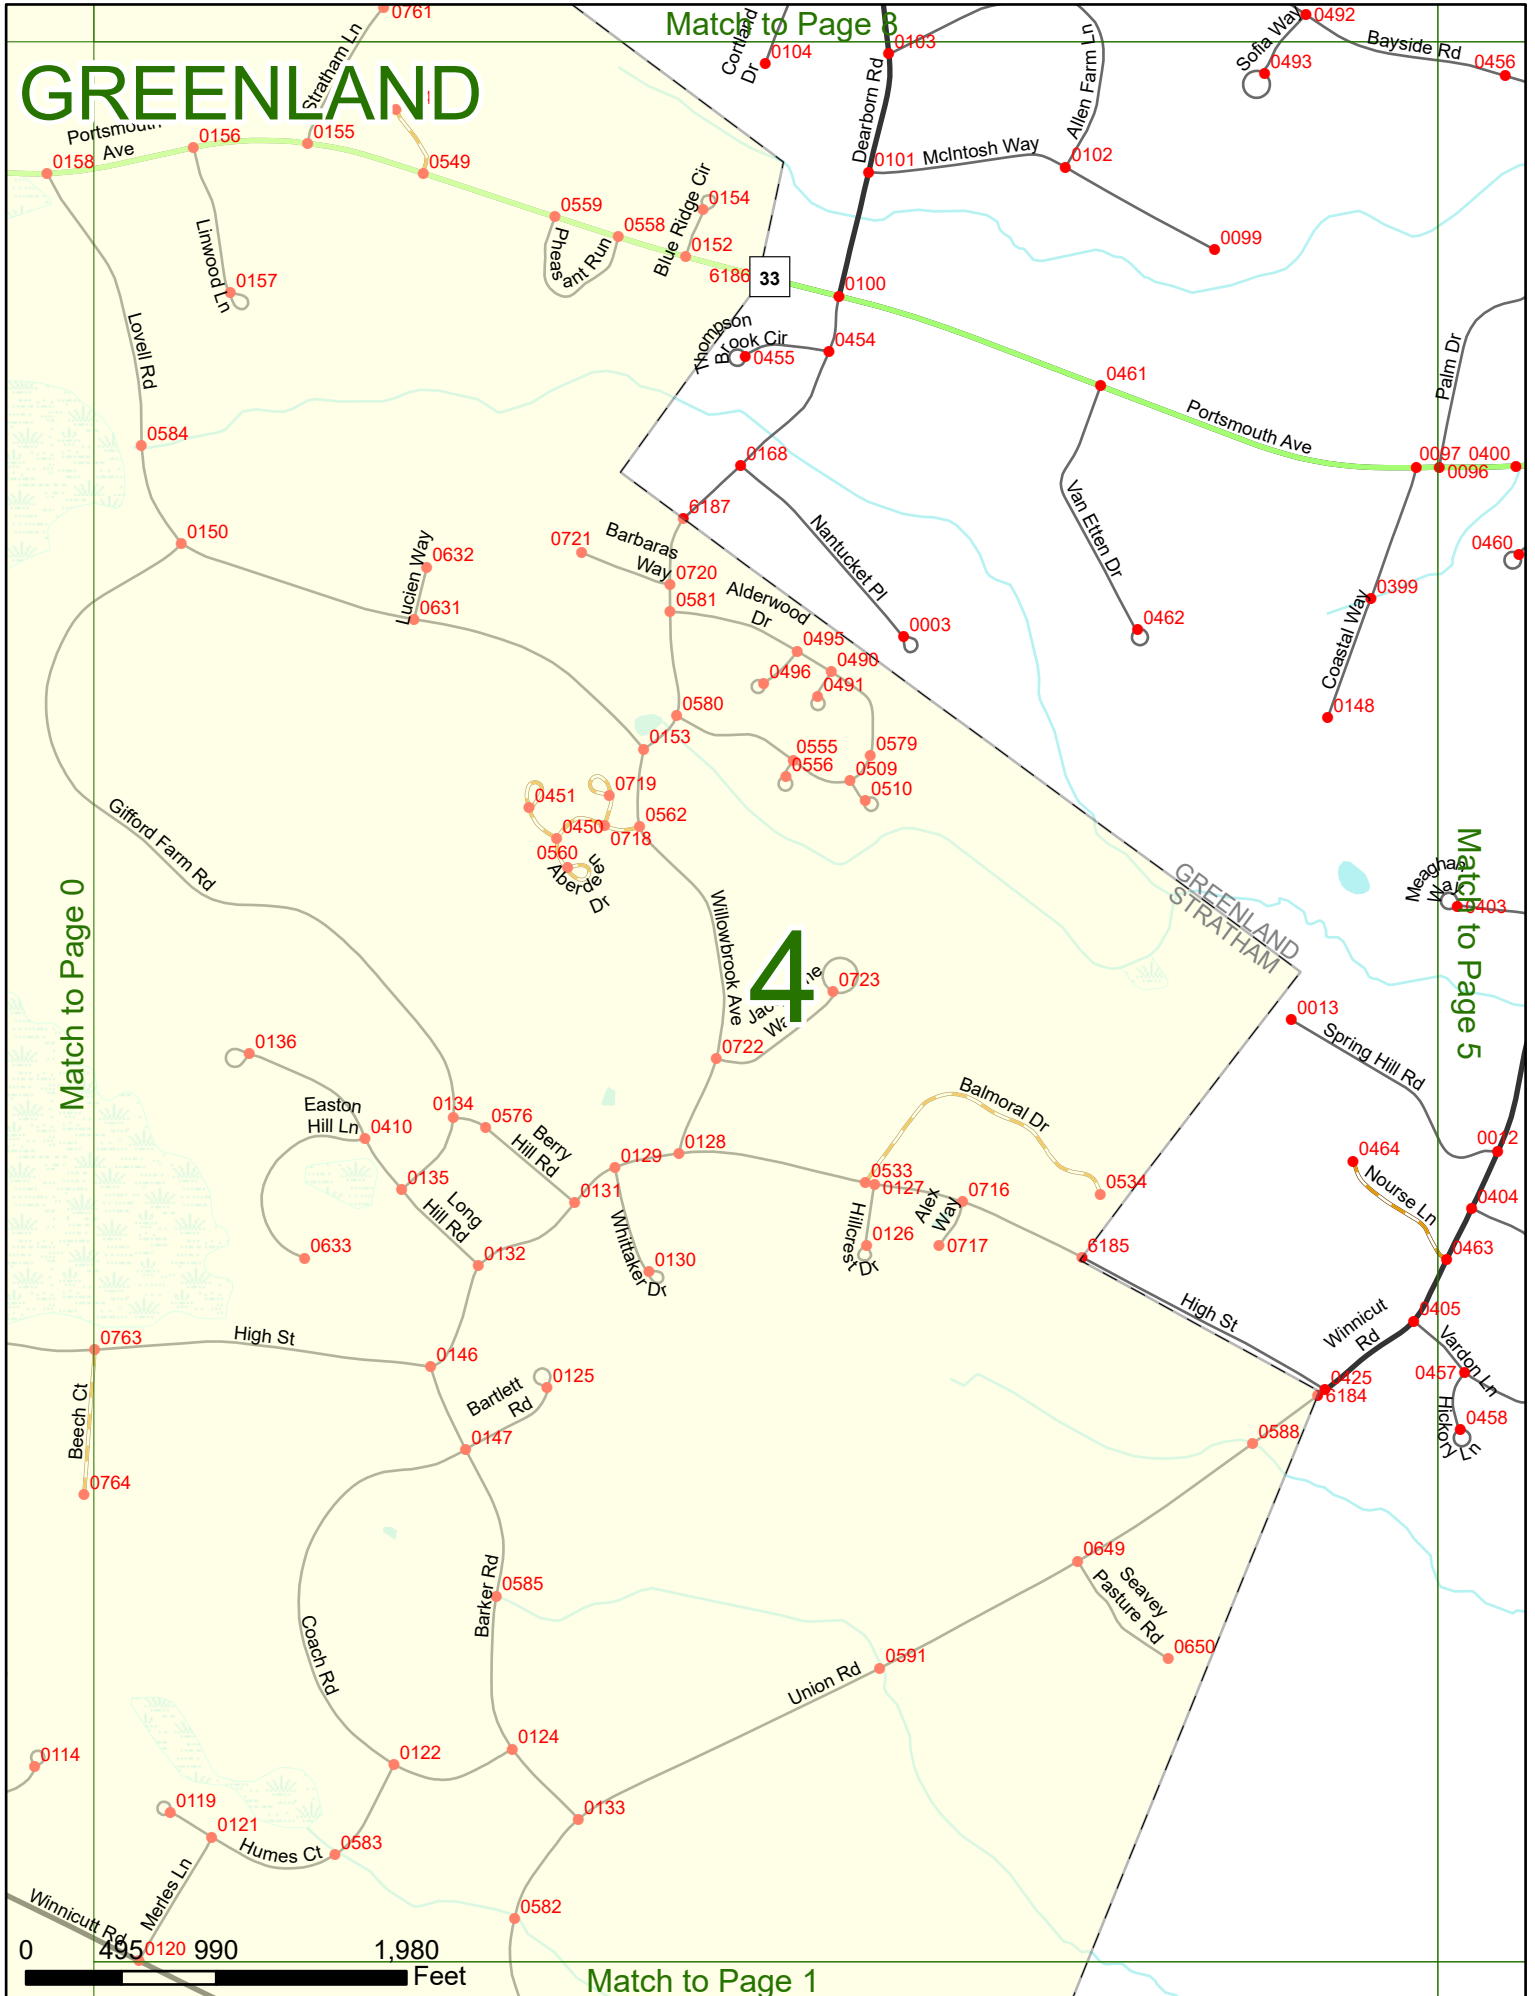 0761
Match to Page 8
0492
Cortland
Dr
0104
0103
Sofia Way
Bayside Rd
0456
0493
GREENLAND
Stratham Ln
Dearborn Rd
Allen Farm Ln
Portsmouth
Ave
0156
0155
0158
0549
0101
McIntosh Way
0102
0559
0558
Pheas
ant Run
Blue Ridge Cir
0154
0152
6186
33
0099
Linwood Ln
0157
0100
Lovell Rd
Thompson
Brook Cir
0455
0454
Palm Dr
0461
Portsmouth Ave
0584
0168
0097
0096
0400
Van Etten Dr
6187
Nantucket Pl
0150
Lucien Way
0632
0721
Barbaras
Way
0720
0460
0631
0581
Alderwood
Dr
0399
Coastal Way
0495
0003
0462
0490
0496
0491
0580
0148
0153
0555
0556
0579
0509
0510
0719
0451
0450
0718
0562
0560
Aberdeen
Dr
Gifford Farm Rd
Match to Page 0
Willowbrook Ave
GREENLAND
STRATHAM
Meaghan
0403
Match to Page 5
4
0723
0722
0013
Spring Hill Rd
0136
Easton
Hill Ln
0410
0134
0576
Berry
Hill Rd
Balmoral Dr
0128
0129
0012
0464
Nourse Ln
0135
Long
Hill Rd
0131
0533
0127
Alex
Way
0716
0534
0404
Whittaker Dr
Hillcrest Dr
0126
0717
0633
0132
0130
6185
0463
High St
0405
Winnicut
Rd
0763
High St
0146
Vardon Ln
0125
Bartlett
Rd
0457
0425
6184
Beech Ct
0458
Hickory Ln
0147
0588
0764
0649
Seavey
Pasture Rd
Barker Rd
0585
Coach Rd
0650
0591
Union Rd
0124
0122
0114
0119
0121
Humes Ct
0583
0133
Merles Ln
Winnicutt Rd
0582
0120
0 495 990 1,980
Feet
Match to Page 1